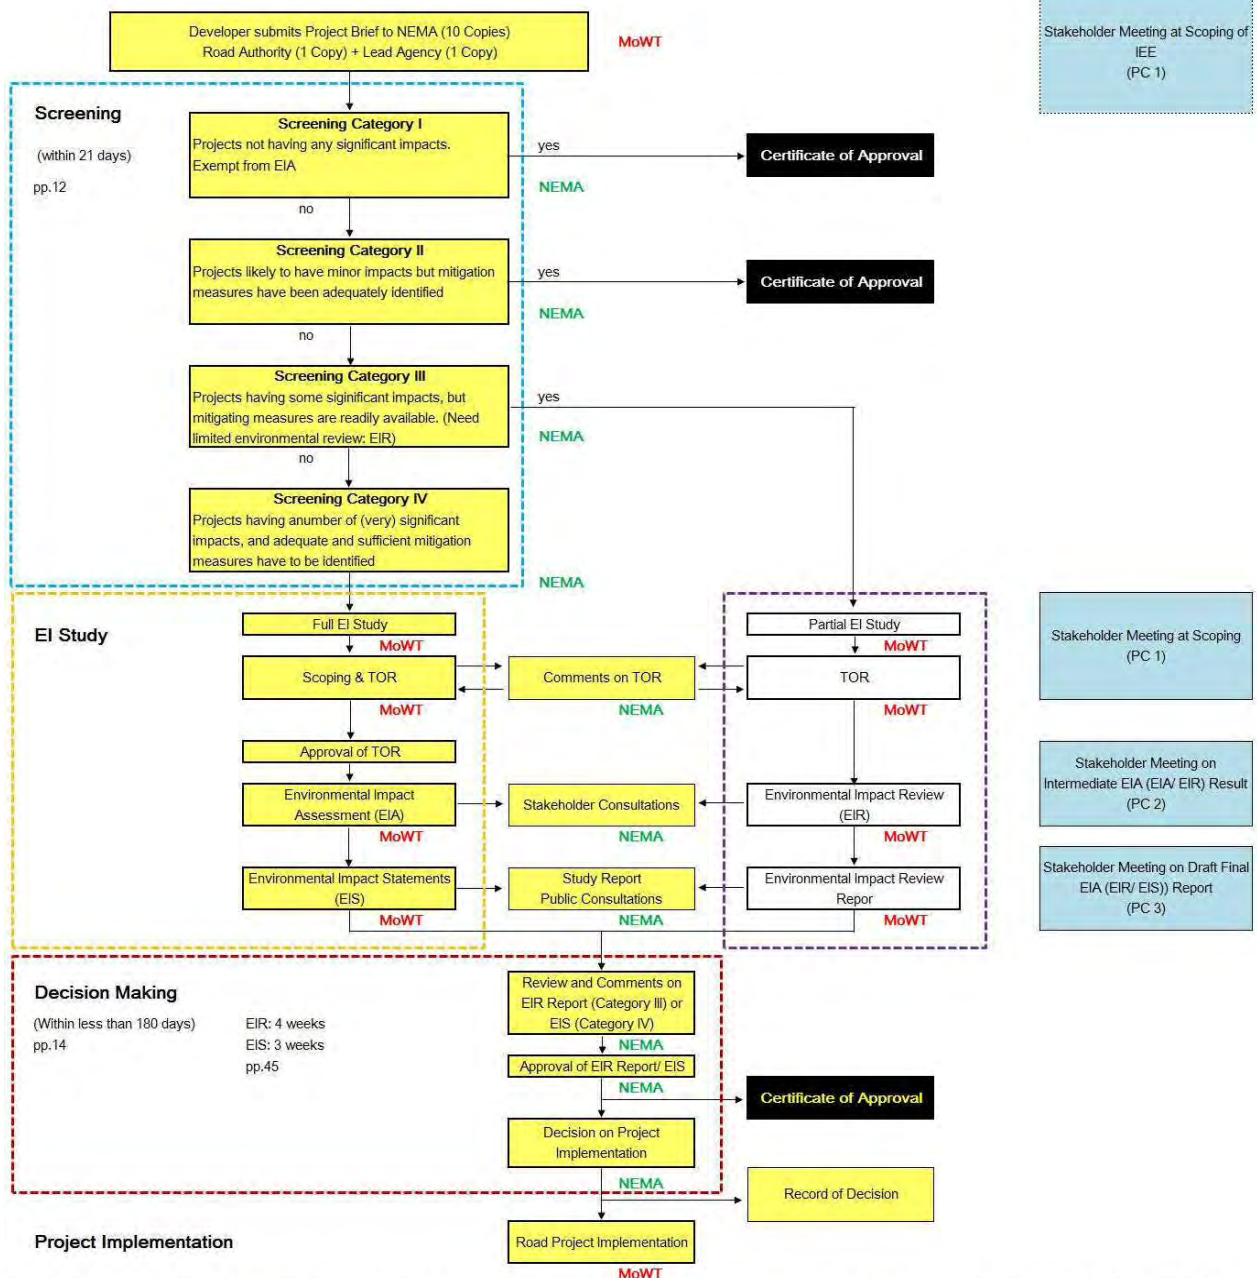 Developer submits Project Brief to NEMA (10 Copies)
Road Authority (1 Copy) + Lead Agency (1 Copy)
MoWT
Stakeholder Meeting at Scoping of
IEE
(PC 1)
Screening
(within 21 days)
pp.12
Screening Category I
Projects not having any significant impacts.
Exempt from EIA
yes
NEMA
Certificate of Approval
no
Screening Category II
Projects likely to have minor impacts but mitigation
measures have been adequately identified
yes
NEMA
Certificate of Approval
no
Screening Category III
Projects having some siginificant impacts, but
mitigating measures are readily available. (Need
limited environmental review: EIR)
yes
NEMA
no
Screening Category IV
Projects having anumber of (very) significant
impacts, and adequate and sufficient mitigation
measures have to be identified
NEMA
EI Study
Full EI Study
MoWT
Partial EI Study
MoWT
Stakeholder Meeting at Scoping
(PC 1)
Scoping & TOR
MoWT
Comments on TOR
NEMA
TOR
MoWT
Approval of TOR
Environmental Impact
Assessment (EIA)
MoWT
Stakeholder Consultations
NEMA
Environmental Impact Review
(EIR)
MoWT
Stakeholder Meeting on
Intermediate EIA (EIA/ EIR) Result
(PC 2)
Environmental Impact Statements
(EIS)
MoWT
Study Report
Public Consultations
NEMA
Environmental Impact Review
Repor
MoWT
Stakeholder Meeting on Draft Final
EIA (EIR/ EIS)) Report
(PC 3)
Decision Making
(Within less than 180 days)
pp.14
EIR: 4 weeks
EIS: 3 weeks
pp.45
Review and Comments on
EIR Report (Category III) or
EIS (Category IV)
NEMA
Approval of EIR Report/ EIS
NEMA
Certificate of Approval
Decision on Project
Implementation
NEMA
Record of Decision
Project Implementation
Road Project Implementation
MoWT